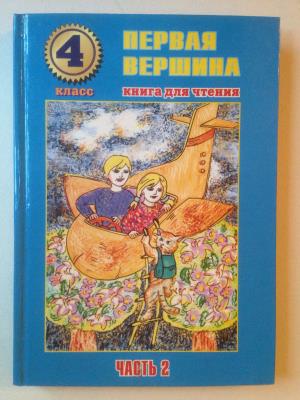 4
класс
ПЕРВАЯ
ВЕРШИНА
книга для чтения
ЧАСТЬ 2